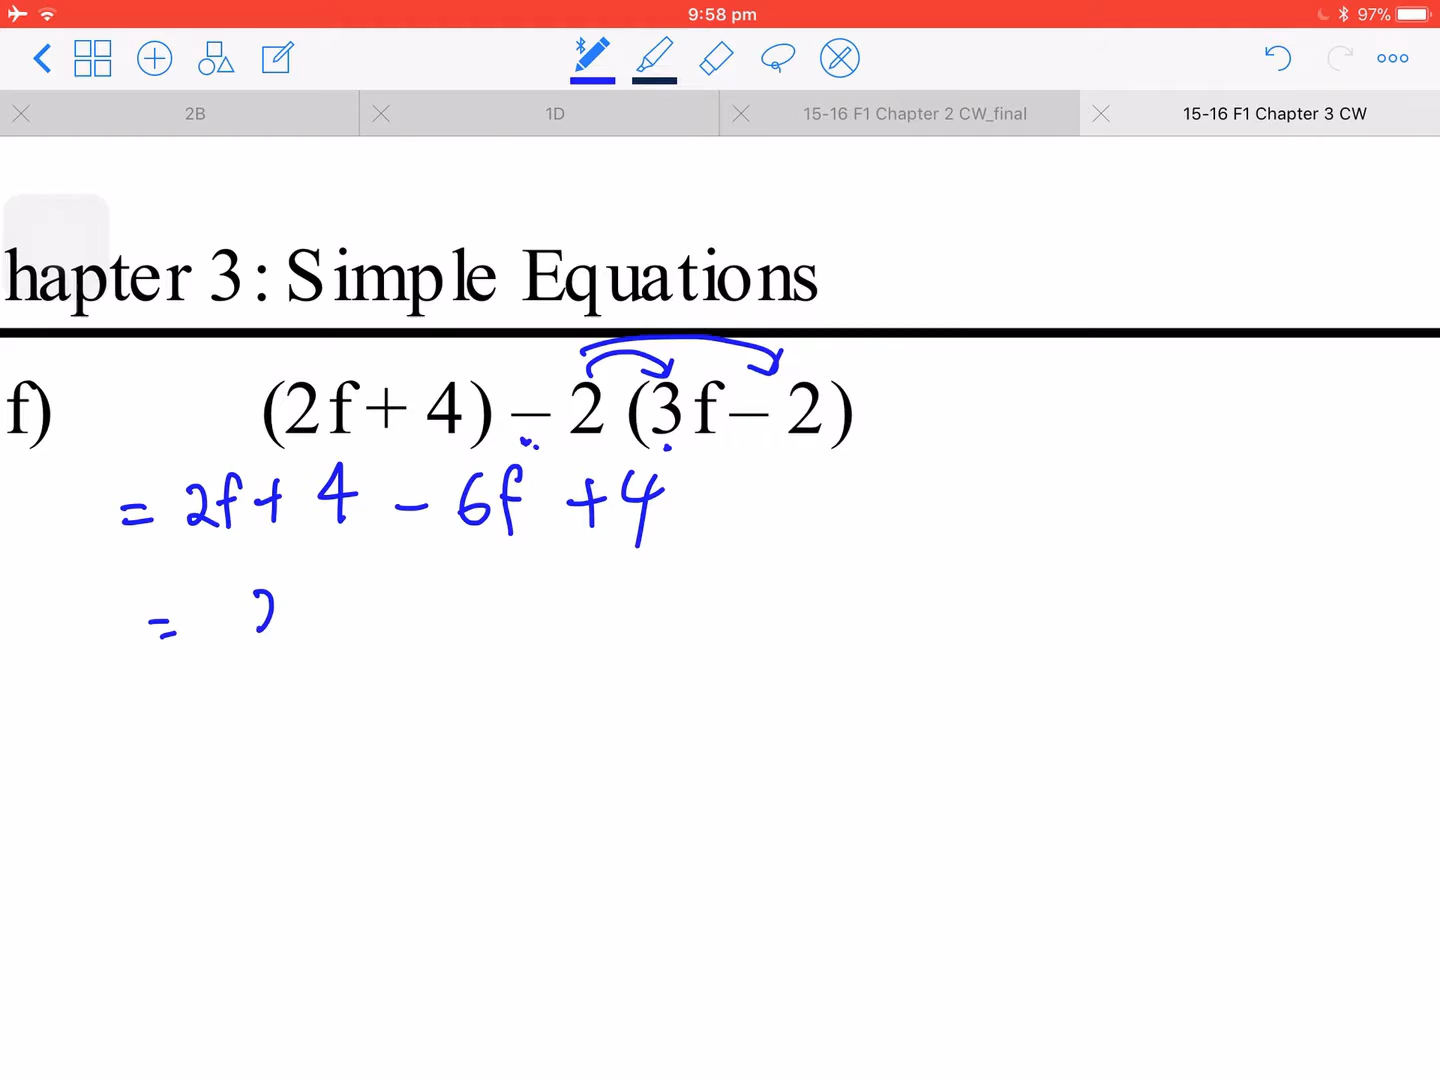 9:58 pm 97%
2B 1D 15-16 F1 Chapter 2 CW_final 15-16 F1 Chapter 3 CW
hapter 3: Simple Equations
f) (2f + 4) – 2 (3f – 2)
= 2f + 4 - 6f + 4
=